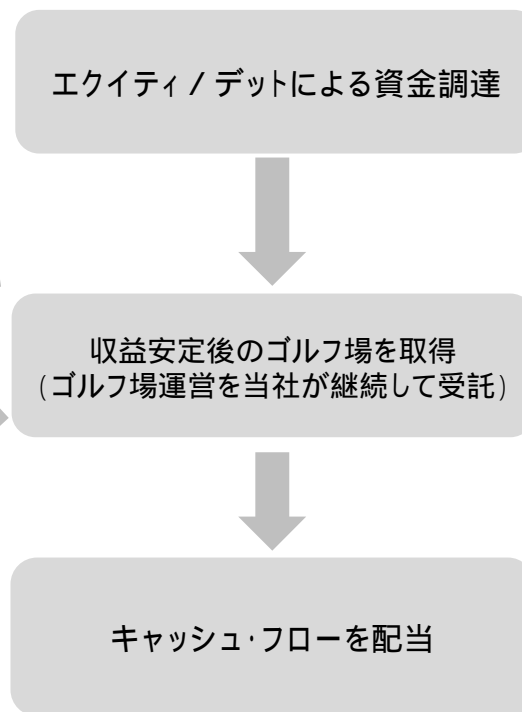 エクイティ / デットによる資金調達
収益安定後のゴルフ場を取得
(ゴルフ場運営を当社が継続して受託)
キャッシュ・フローを配当